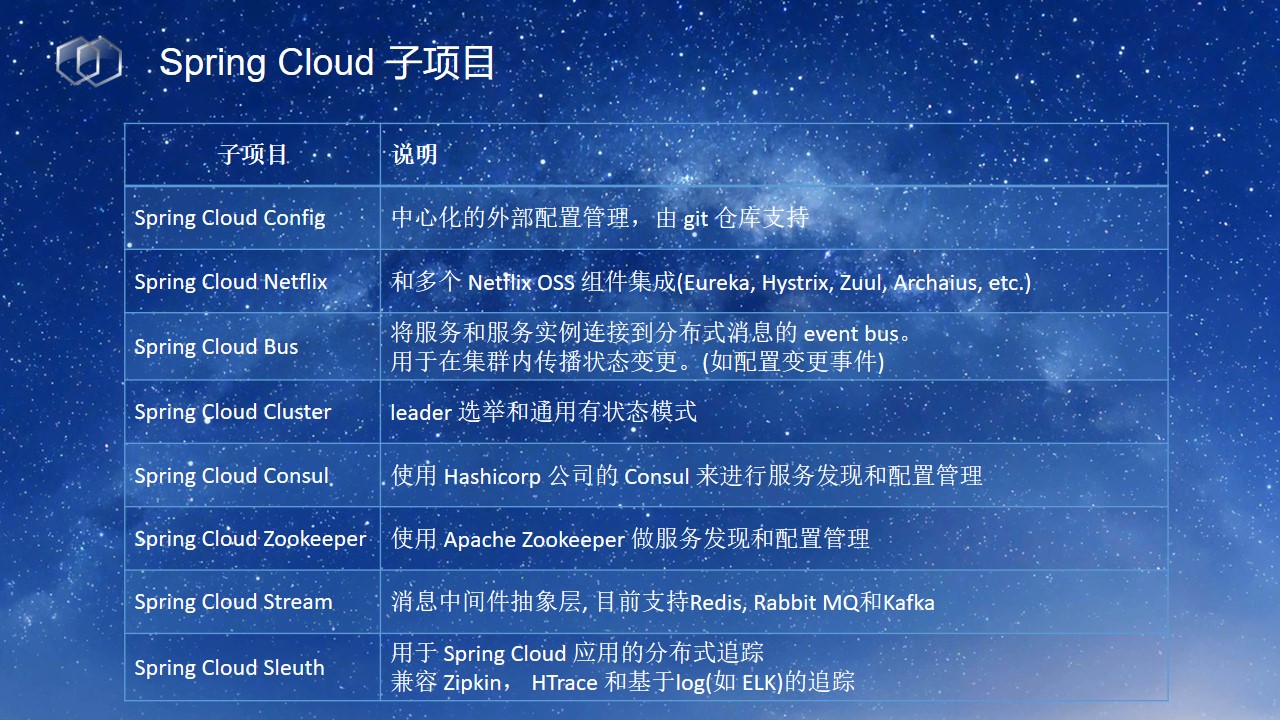 Spring Cloud 子项目
子项目 说明
Spring Cloud Config 中心化的外部配置管理，由 git 仓库支持
Spring Cloud Netflix 和多个 Netflix OSS 组件集成(Eureka, Hystrix, Zuul, Archaius, etc.)
Spring Cloud Bus 将服务和服务实例连接到分布式消息的 event bus。
用于在集群内传播状态变更。(如配置变更事件)
Spring Cloud Cluster leader 选举和通用有状态模式
Spring Cloud Consul 使用 Hashicorp 公司的 Consul 来进行服务发现和配置管理
Spring Cloud Zookeeper 使用 Apache Zookeeper 做服务发现和配置管理
Spring Cloud Stream 消息中间件抽象层, 目前支持Redis, Rabbit MQ和Kafka
Spring Cloud Sleuth 用于 Spring Cloud 应用的分布式追踪
兼容 Zipkin， HTrace 和基于log(如 ELK)的追踪